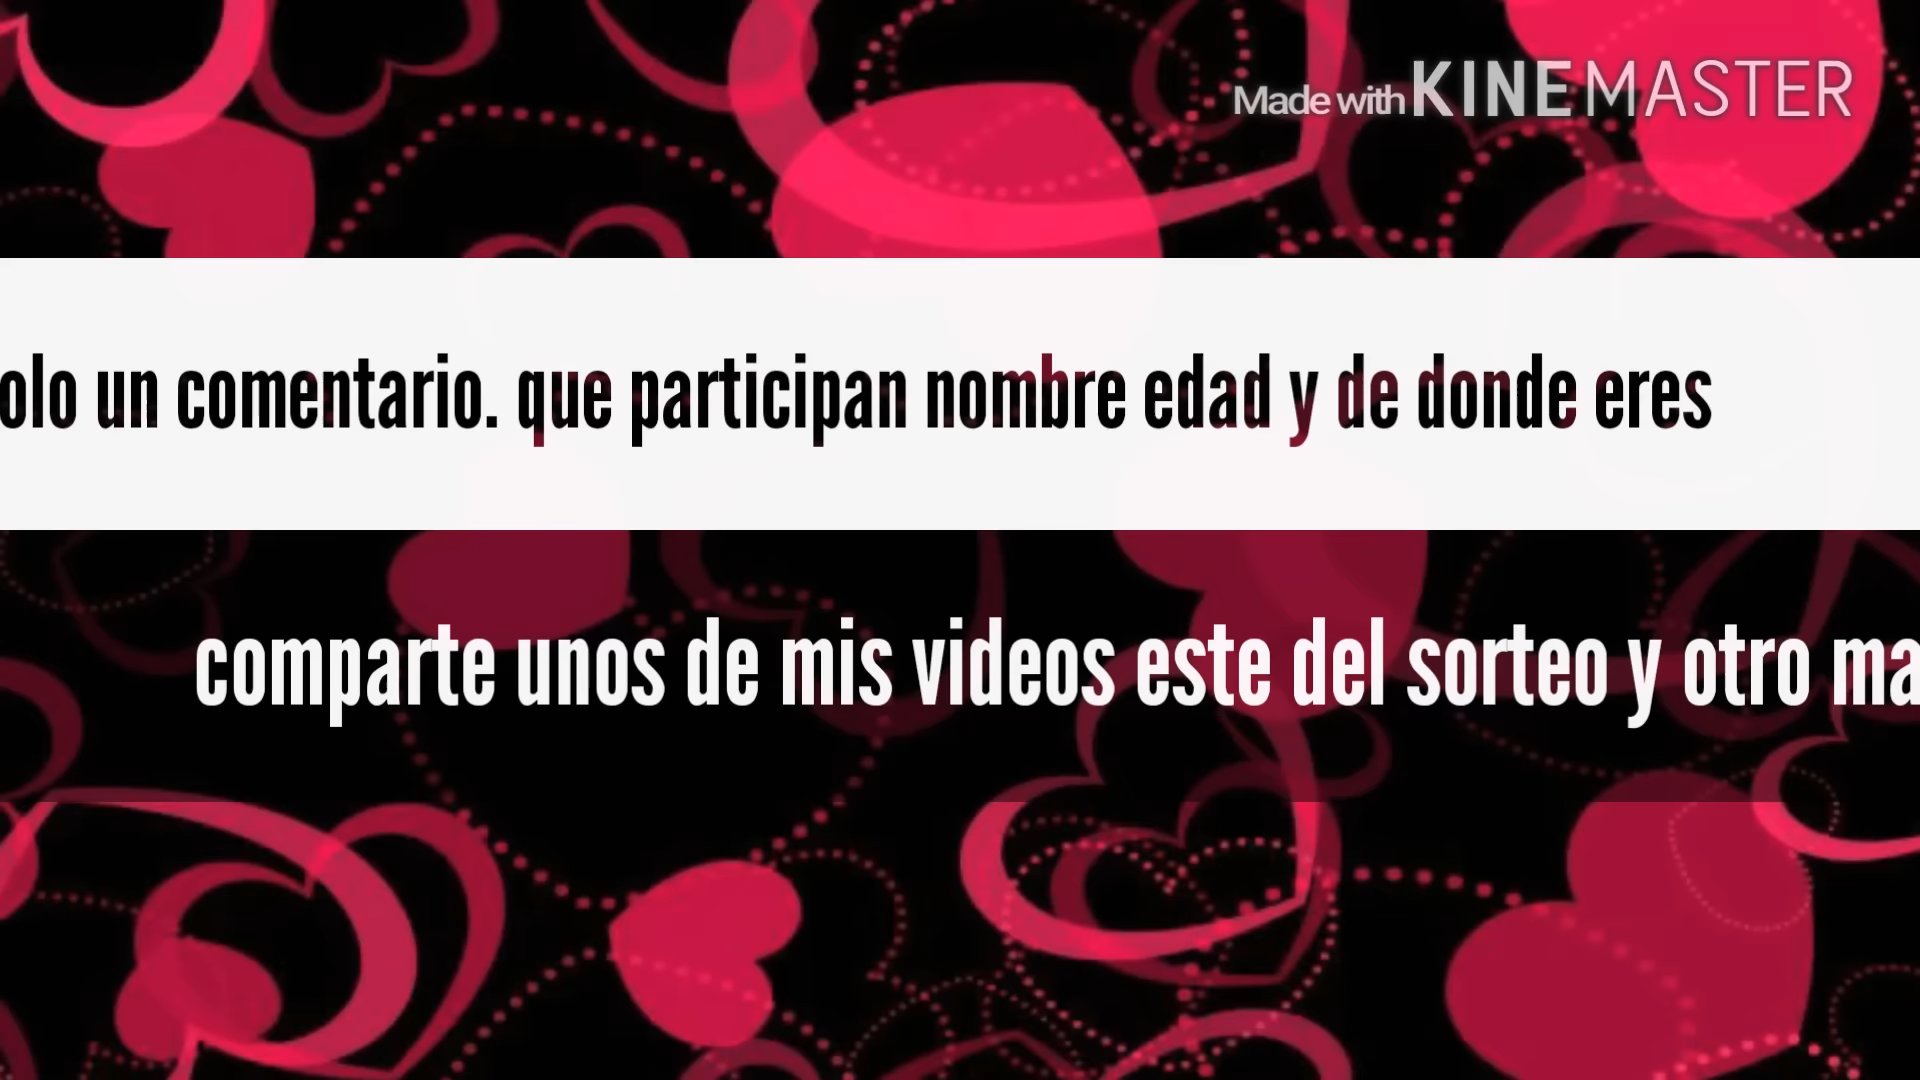 Made with KINEMASTER
olo un comentario. que participan nombre edad y de donde eres
comparte unos de mis videos este del sorteo y otro ma